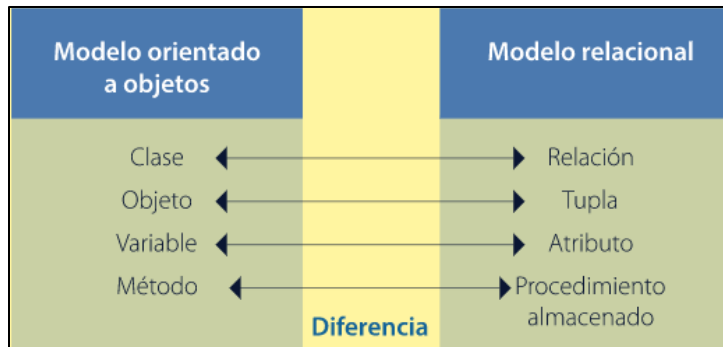 Modelo orientado
a objetos
Modelo relacional
Clase
Relación
Objeto
Tupla
Variable
Atributo
Método
Procedimiento
almacenado
Diferencia